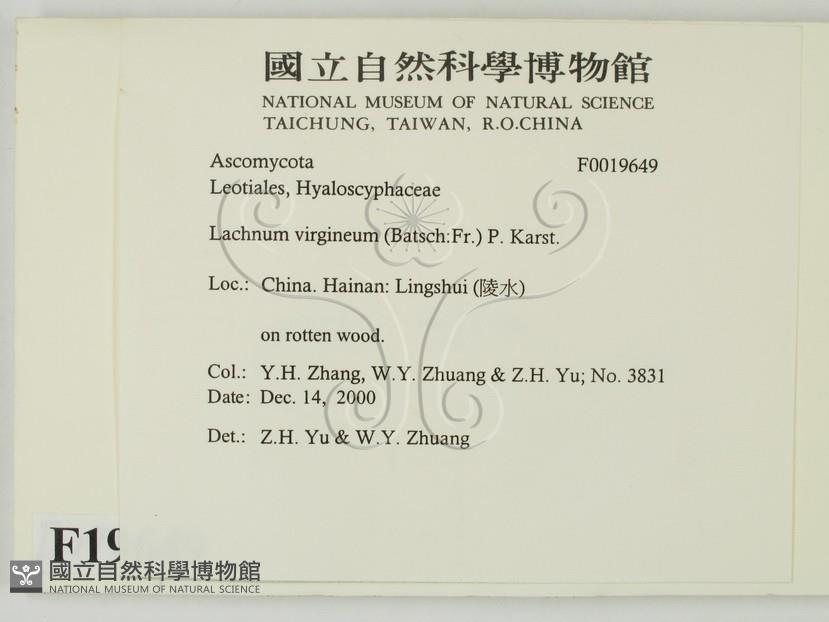 國立自然科學博物館
NATIONAL MUSEUM OF NATURAL SCIENCE
TAICHUNG, TAIWAN, R.O.CHINA
Ascomycota F0019649
Leotiales, Hyaloscyphaceae
Lachnum virgineum (Batsch:Fr.) P. Karst.
Loc.: China. Hainan: Lingshui (陵水)
on rotten wood.
Col.: Y.H. Zhang, W.Y. Zhuang & Z.H. Yu; No. 3831
Date: Dec. 14, 2000
Det.: Z.H. Yu & W.Y. Zhuang
F19
國立自然科學博物館
NATIONAL MUSEUM OF NATURAL SCIENCE